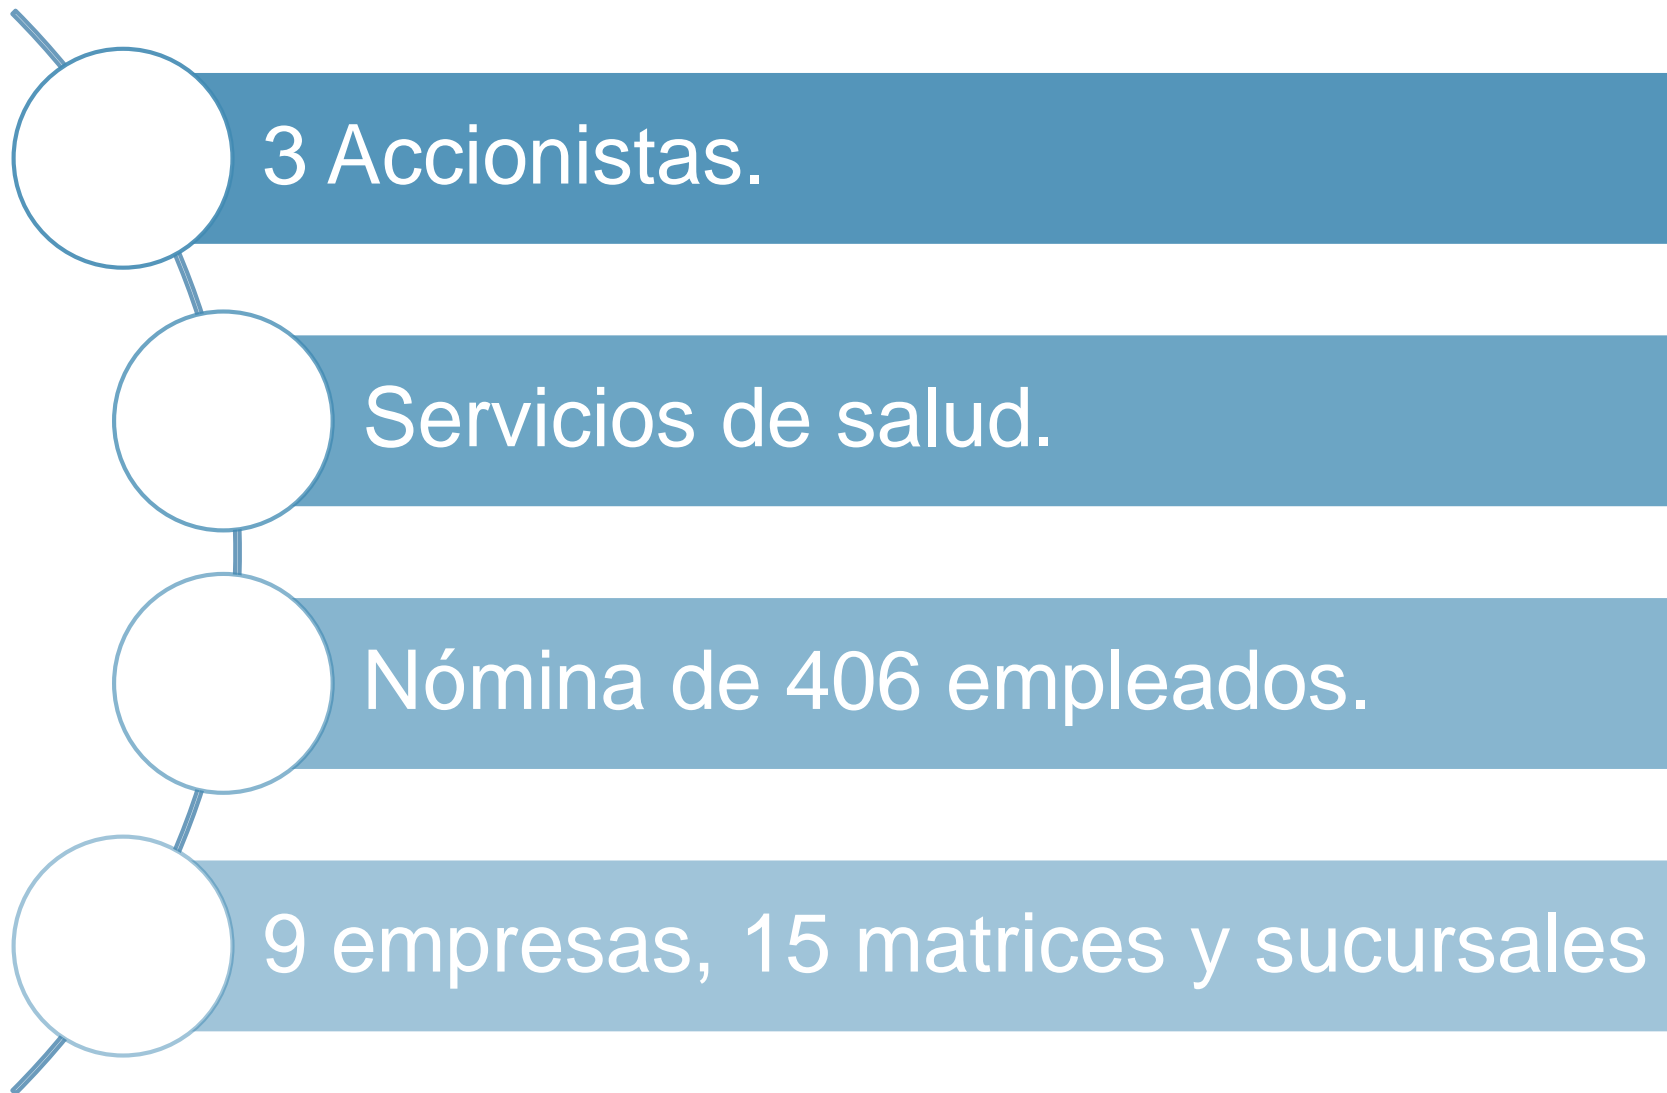 3 Accionistas.
Servicios de salud.
Nómina de 406 empleados.
9 empresas, 15 matrices y sucursales